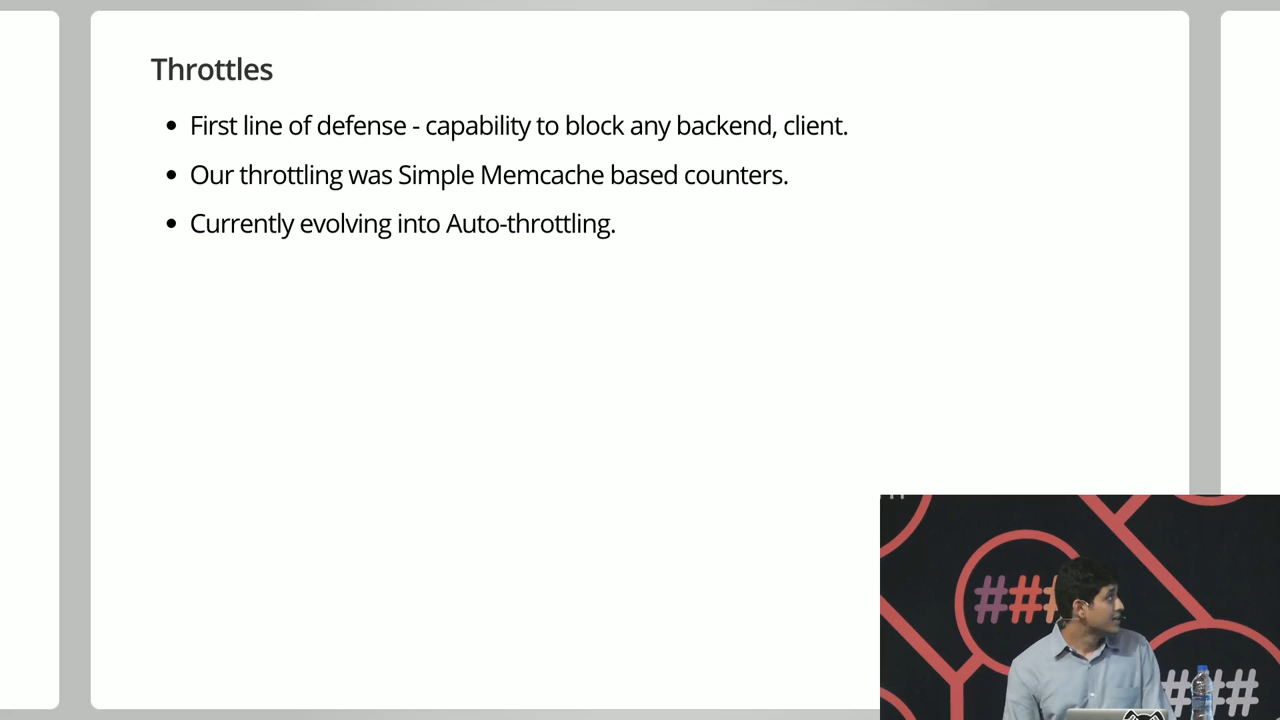 Throttles
First line of defense - capability to block any backend, client.
Our throttling was Simple Memcache based counters.
Currently evolving into Auto-throttling.
###
###